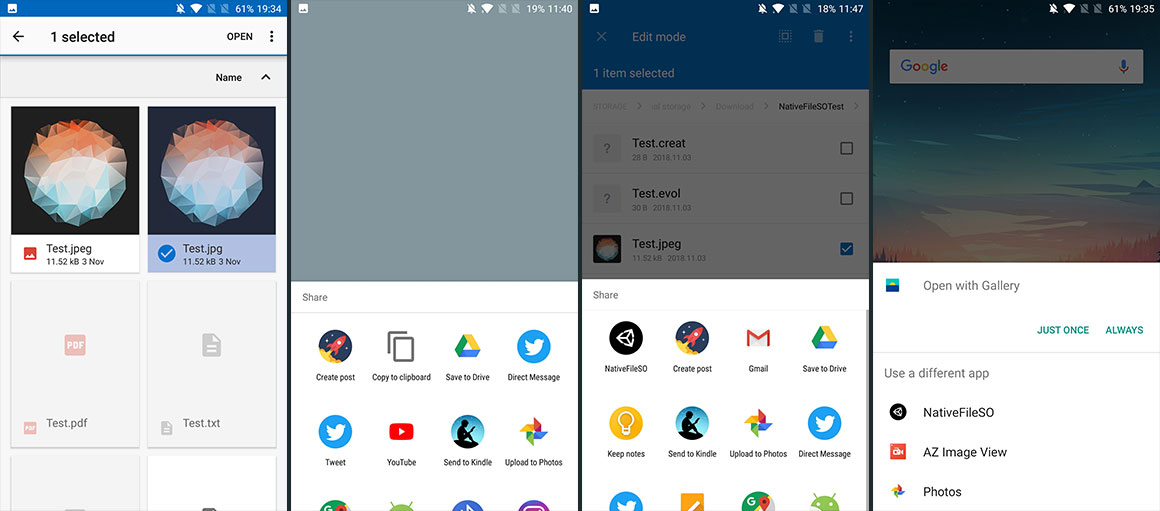 61% 19:34
1 selected
OPEN
Name
Test.jpeg
11.52 kB 3 Nov
Test.jpg
11.52 kB 3 Nov
PDF
PDF
Test.pdf
Test.txt
19% 11:40
Share
Create post
Copy to clipboard
Save to Drive
Direct Message
Tweet
YouTube
Send to Kindle
Upload to Photos
18% 11:47
Edit mode
1 item selected
STORAGE
storage
Download
NativeFileSOTest
?
Test.creat
28 B 2018.11.03
?
Test.evol
30 B 2018.11.03
Test.jpeg
11.52 kB 2018.11.03
Share
NativeFileSO
Create post
Gmail
Save to Drive
Keep notes
Send to Kindle
Upload to Photos
Direct Message
61% 19:35
Google
Open with Gallery
JUST ONCE
ALWAYS
Use a different app
NativeFileSO
AZ Image View
Photos